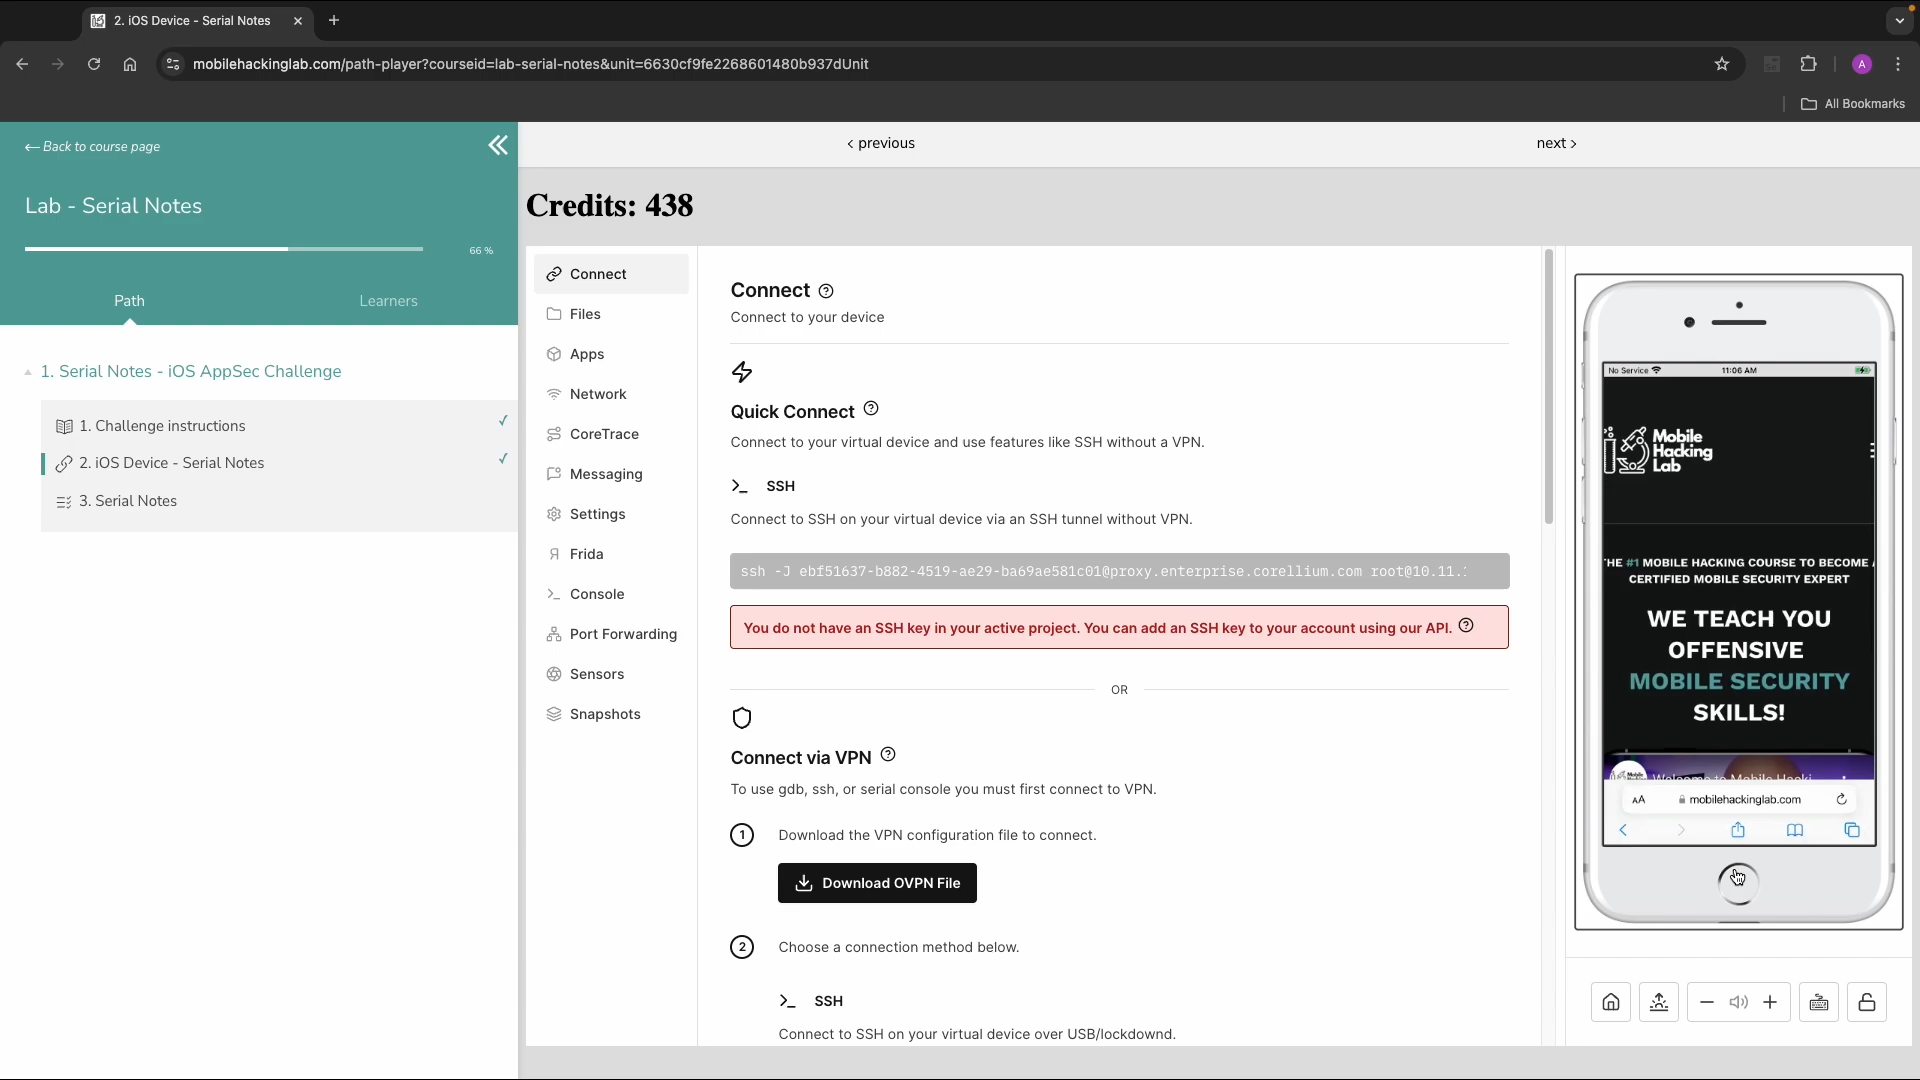 2. iOS Device - Serial Notes
mobilehackinglab.com/path-player?courseid=lab-serial-notes&unit=6630cf9fe2268601480b937dUnit
A
All Bookmarks
Back to course page
Lab - Serial Notes
66 %
Path
Learners
1. Serial Notes - iOS AppSec Challenge
1. Challenge instructions
2. iOS Device - Serial Notes
3. Serial Notes
< previous
next >
Credits: 438
Connect
Files
Apps
Network
CoreTrace
Messaging
Settings
Frida
Console
Port Forwarding
Sensors
Snapshots
Connect
Connect to your device
Quick Connect
Connect to your virtual device and use features like SSH without a VPN.
SSH
Connect to SSH on your virtual device via an SSH tunnel without VPN.
ssh -J ebf51637-b882-4519-ae29-ba69ae581c01@proxy.enterprise.corellium.com root@10.11.
You do not have an SSH key in your active project. You can add an SSH key to your account using our API.
OR
Connect via VPN
To use gdb, ssh, or serial console you must first connect to VPN.
1 Download the VPN configuration file to connect.
Download OVPN File
2 Choose a connection method below.
SSH
Connect to SSH on your virtual device over USB/lockdownd.
No Service 11:06 AM
Mobile
Hacking
Lab
THE #1 MOBILE HACKING COURSE TO BECOME A
CERTIFIED MOBILE SECURITY EXPERT
WE TEACH YOU
OFFENSIVE
MOBILE SECURITY
SKILLS!
Welcome to Mobile Hacki
AA mobilehackinglab.com